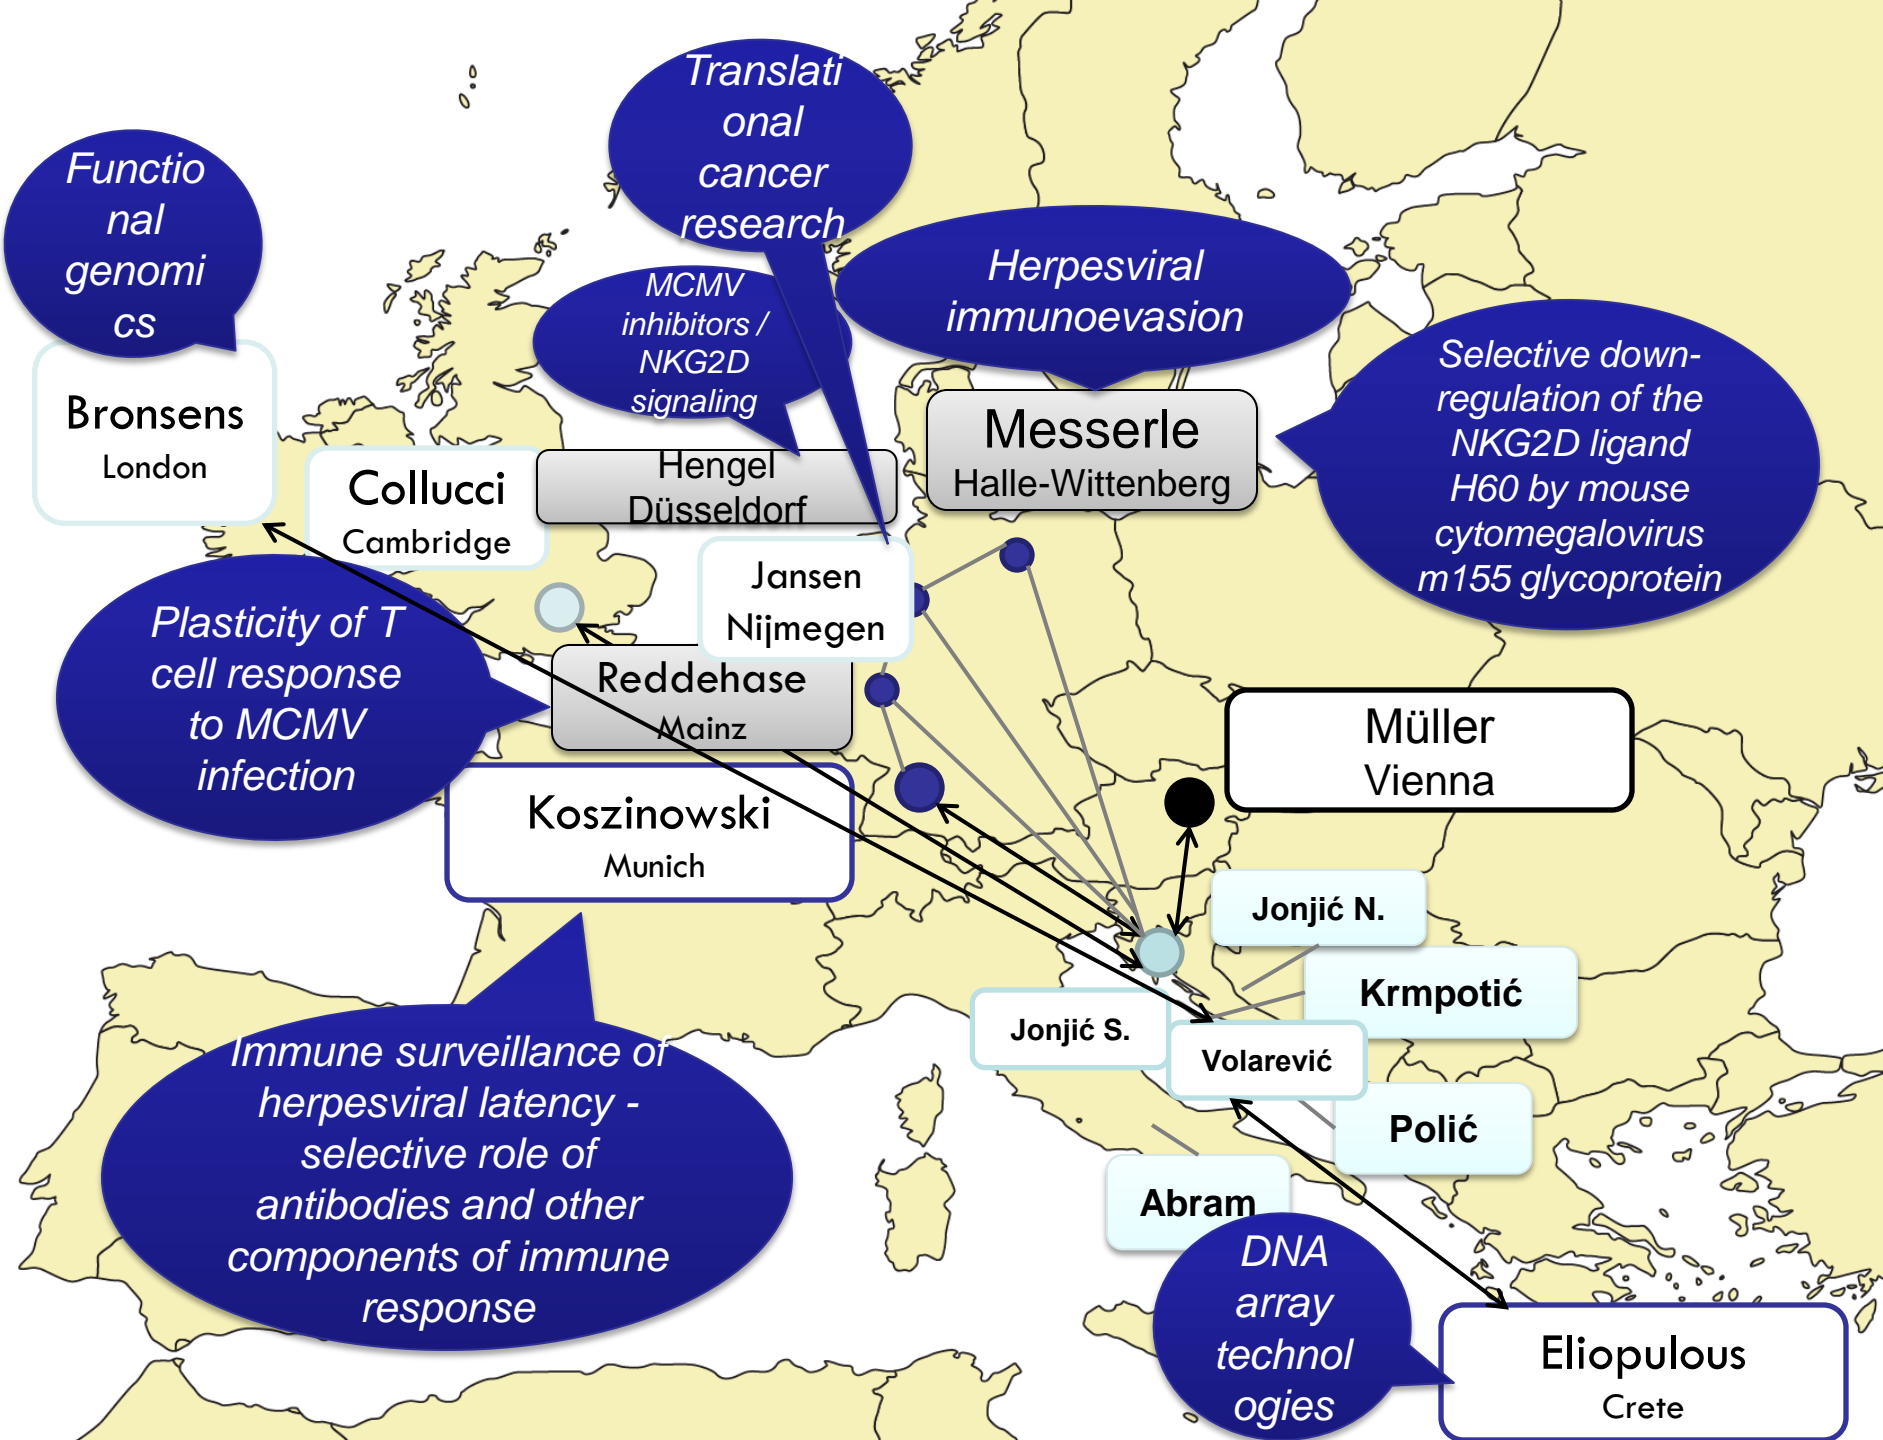 Translati
onal
cancer
research
Functio
nal
genomi
cs
MCMV
inhibitors /
NKG2D
signaling
Herpesviral
immunoevasion
Selective down-
regulation of the
NKG2D ligand
H60 by mouse
cytomegalovirus
m155 glycoprotein
Bronsens
London
Collucci
Cambridge
Hengel
Düsseldorf
Messerle
Halle-Wittenberg
Jansen
Nijmegen
Plasticity of T
cell response
to MCMV
infection
Reddehase
Mainz
Müller
Vienna
Koszinowski
Munich
Jonjić N.
Krmpotić
Jonjić S.
Volarević
Polić
Abram
Immune surveillance of
herpesviral latency -
selective role of
antibodies and other
components of immune
response
DNA
array
technol
ogies
Eliopulous
Crete